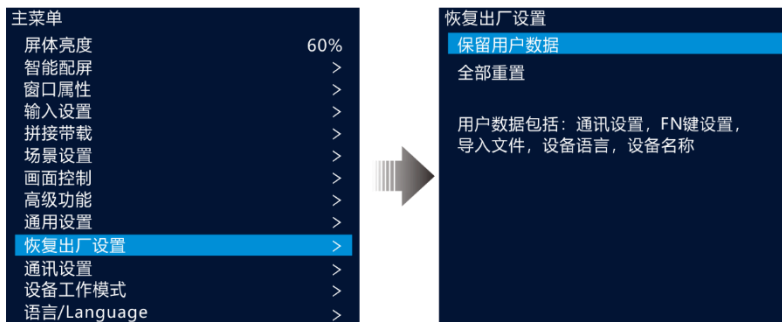 主菜单
屏体亮度 60%
智能配屏 >
窗口属性 >
输入设置 >
拼接带载 >
场景设置 >
画面控制 >
高级功能 >
通用设置 >
恢复出厂设置 >
通讯设置 >
设备工作模式 >
语言/Language >
恢复出厂设置
保留用户数据
全部重置
用户数据包括：通讯设置，FN键设置，
导入文件，设备语言，设备名称